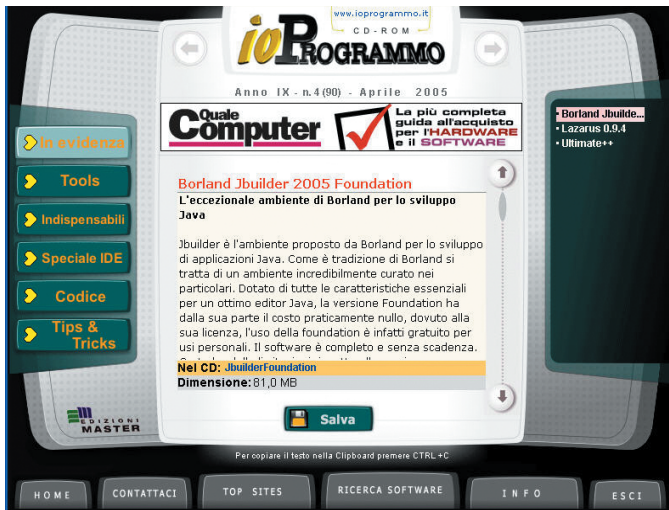 www.ioprogrammo.it
CD-ROM
ioPROGRAMMO
Anno IX - n.4 (90) - Aprile 2005
Quale
Computer
La più completa
guida all'acquisto
per l'HARDWARE
e il SOFTWARE
In evidenza
Tools
Indispensabili
Speciale IDE
Codice
Tips &
Tricks
Borland Jbuilder 2005 Foundation
L'eccezionale ambiente di Borland per lo sviluppo
Java
Jbuilder è l'ambiente proposto da Borland per lo sviluppo
di applicazioni Java. Come è tradizione di Borland si
tratta di un ambiente incredibilmente curato nei
particolari. Dotato di tutte le caratteristiche essenziali
per un ottimo editor Java, la versione Foundation ha
dalla sua parte il costo praticamente nullo, dovuto alla
sua licenza, l'uso della foundation è infatti gratuito per
usi personali. Il software è completo e senza scadenza.
Nel CD: JbuilderFoundation
Dimensione: 81,0 MB
Salva
• Borland Jbuilde...
• Lazarus 0.9.4
• Ultimate++
EDIZIONI
MASTER
Per copiare il testo nella Clipboard premere CTRL+C
HOME
CONTATTACI
TOP SITES
RICERCA SOFTWARE
INFO
ESCI